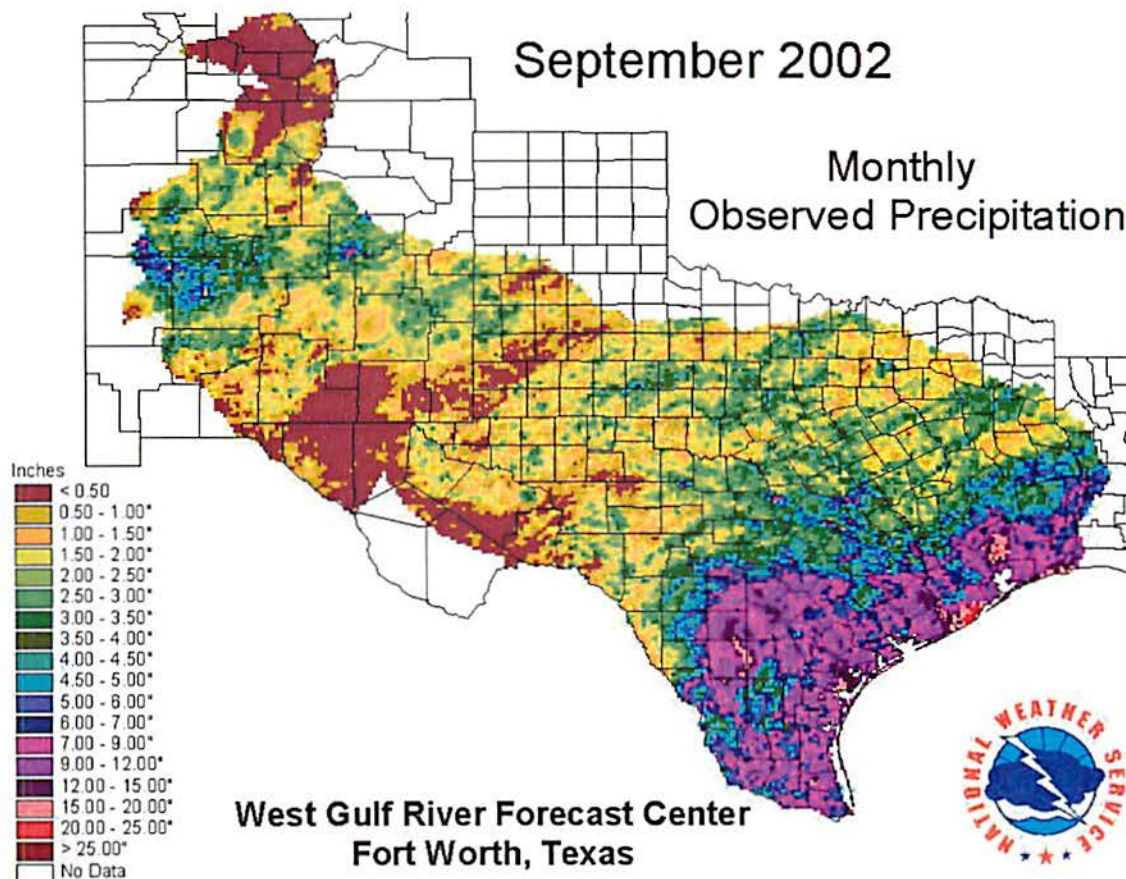 September 2002
Monthly
Observed Precipitation
Inches
< 0.50
0.50 - 1.00"
1.00 - 1.50"
1.50 - 2.00"
2.00 - 2.50"
2.50 - 3.00"
3.00 - 3.50"
3.50 - 4.00"
4.00 - 4.50"
4.50 - 5.00"
5.00 - 6.00"
6.00 - 7.00"
7.00 - 9.00"
9.00 - 12.00"
12.00 - 15.00"
15.00 - 20.00"
20.00 - 25.00"
> 25.00"
No Data
West Gulf River Forecast Center
Fort Worth, Texas
NATIONAL WEATHER SERVICE